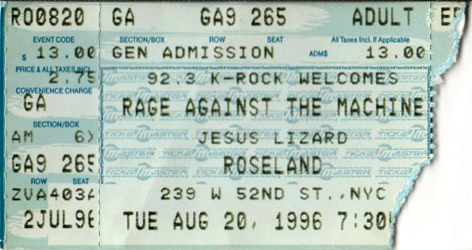 RO0820 GA GA9 265 ADULT
EVENT CODE SECTION/BOX ROW SEAT All Taxes Incl. If Applicable
$ 13.00 GEN ADMISSION ADM$ 13.00
PRICE & ALL TAXES INCL
2.75 92.3 K-ROCK WELCOMES
CONVENIENCE CHARGE
GA RAGE AGAINST THE MACHINE
SECTION/BOX
AM 6X JESUS LIZARD
GA9 265 ROSELAND
ROW SEAT
ZVA403A 239 W 52ND ST.,NYC
2JUL96 TUE AUG 20, 1996 7:30